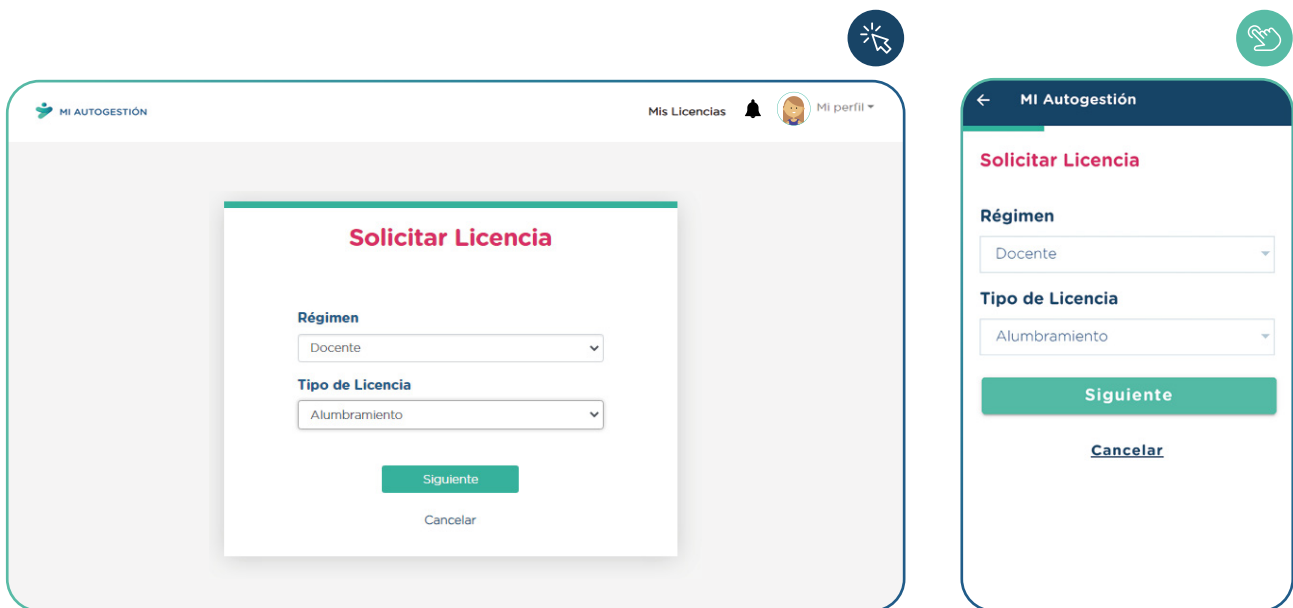 MI AUTOGESTIÓN
Mis Licencias
Mi perfil
Solicitar Licencia
Régimen
Docente
Tipo de Licencia
Alumbramiento
Siguiente
Cancelar
MI Autogestión
Solicitar Licencia
Régimen
Docente
Tipo de Licencia
Alumbramiento
Siguiente
Cancelar